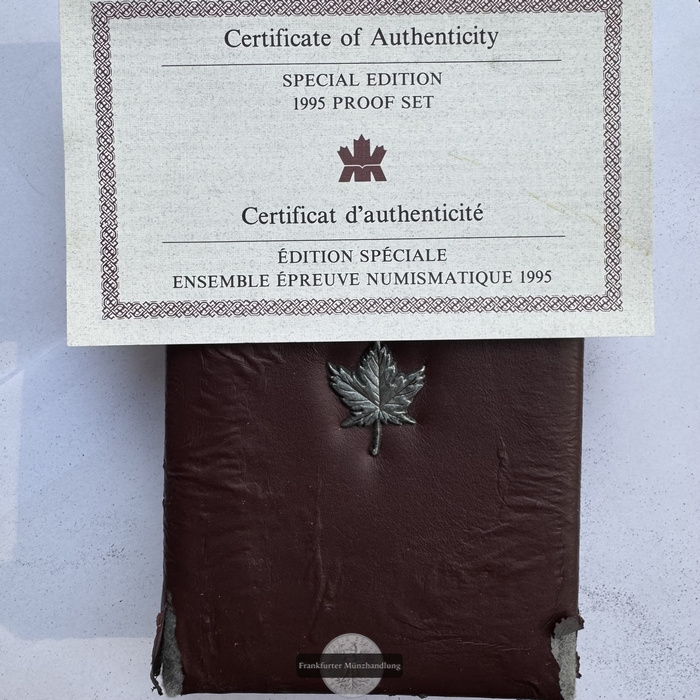 Certificate of Authenticity
SPECIAL EDITION
1995 PROOF SET
Certificat d'authenticité
ÉDITION SPÉCIALE
ENSEMBLE ÉPREUVE NUMISMATIQUE 1995
Frankfurter Münzhandlung